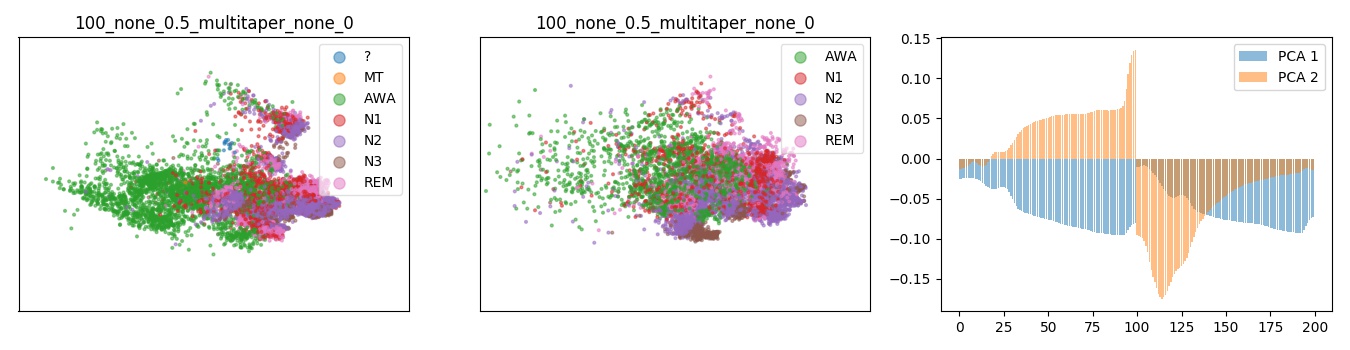 100_none_0.5_multitaper_none_0
?
MT
AWA
N1
N2
N3
REM
100_none_0.5_multitaper_none_0
AWA
N1
N2
N3
REM
PCA 1
PCA 2
0.15
0.10
0.05
0.00
−0.05
−0.10
−0.15
0 25 50 75 100 125 150 175 200